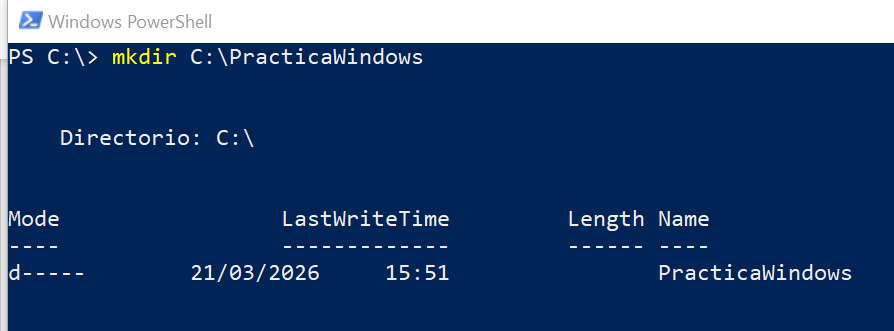 Windows PowerShell
PS C:\> mkdir C:\PracticaWindows
Directorio: C:\
Mode LastWriteTime Length Name
---- ------------- ------ ----
d----- 21/03/2026 15:51 PracticaWindows